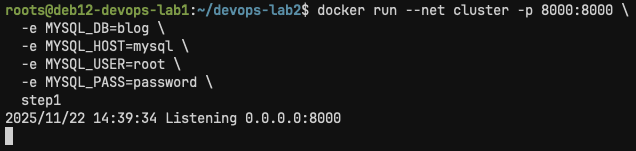 roots@deb12-devops-lab1:~/devops-lab2$ docker run --net cluster -p 8000:8000 \
  -e MYSQL_DB=blog \
  -e MYSQL_HOST=mysql \
  -e MYSQL_USER=root \
  -e MYSQL_PASS=password \
  step1
2025/11/22 14:39:34 Listening 0.0.0.0:8000